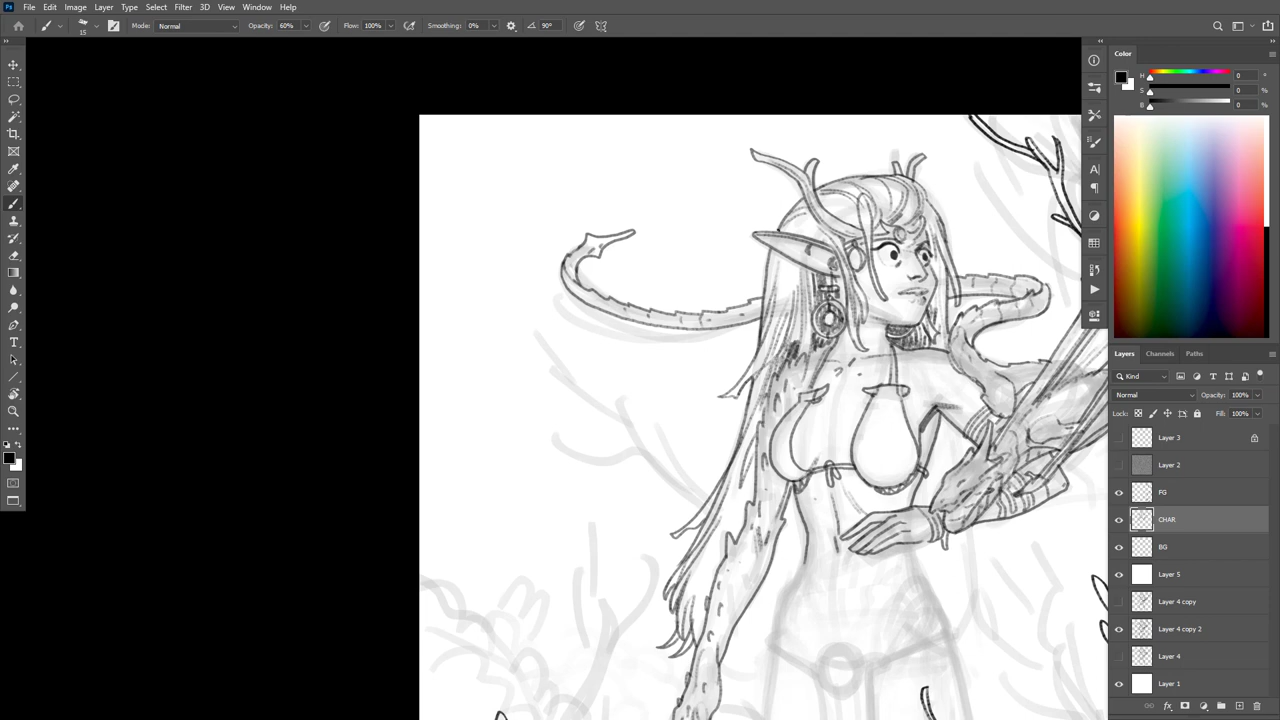 Ps File Edit Image Layer Type Select Filter 3D View Window Help
15 Mode: Normal Opacity: 60% Flow: 100% Smoothing: 0% 90°
Color
H 0 °
S 0 %
B 0 %
Layers Channels Paths
Kind
Normal Opacity: 100%
Lock: Fill: 100%
Layer 3
Layer 2
FG
CHAR
BG
Layer 5
Layer 4 copy
Layer 4 copy 2
Layer 4
Layer 1